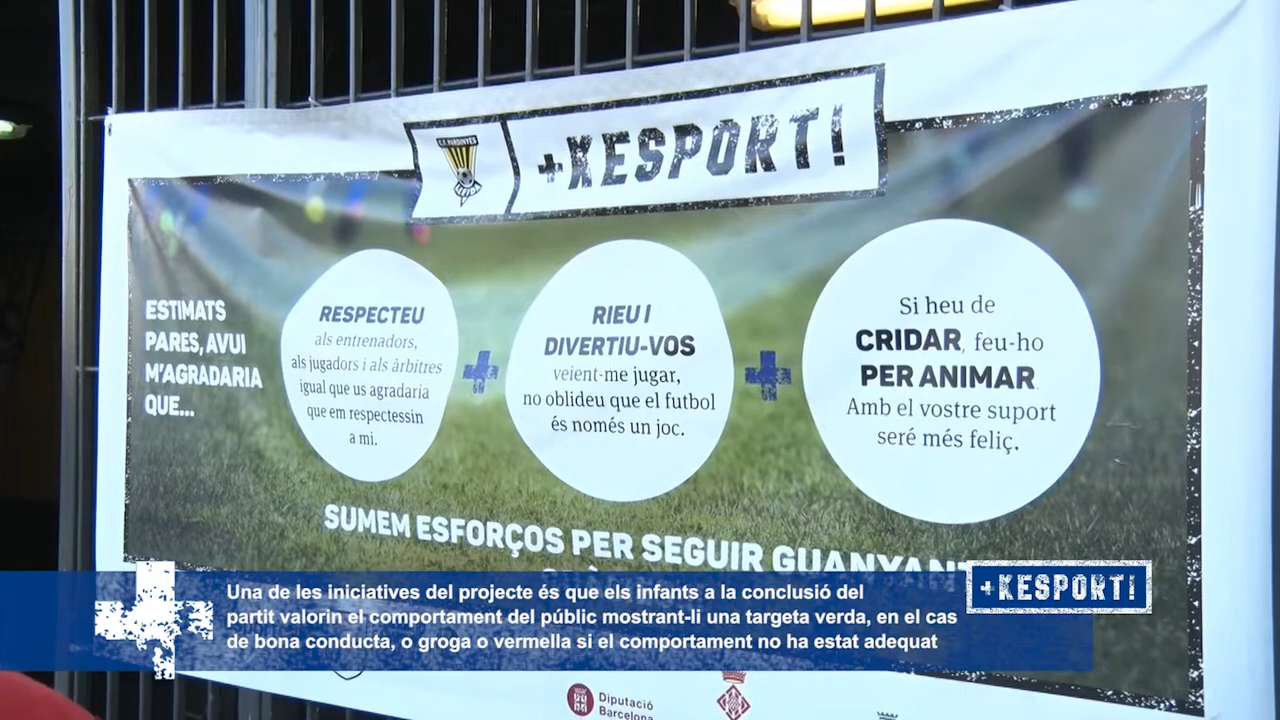 C.F. PARDINYES
+KESPORT!
ESTIMATS
PARES, AVUI
M'AGRADARIA
QUE...
RESPECTEU
als entrenadors,
als jugadors i als àrbitres
igual que us agradaria
que em respectessin
a mi.
RIEU I
DIVERTIU-VOS
veient-me jugar,
no oblideu que el futbol
és només un joc.
Si heu de
CRIDAR, feu-ho
PER ANIMAR.
Amb el vostre suport
seré més feliç.
SUMEM ESFORÇOS PER SEGUIR GUANYANT
+KESPORT!
Una de les iniciatives del projecte és que els infants a la conclusió del
partit valorin el comportament del públic mostrant-li una targeta verda, en el cas
de bona conducta, o groga o vermella si el comportament no ha estat adequat
Diputació
Barcelona